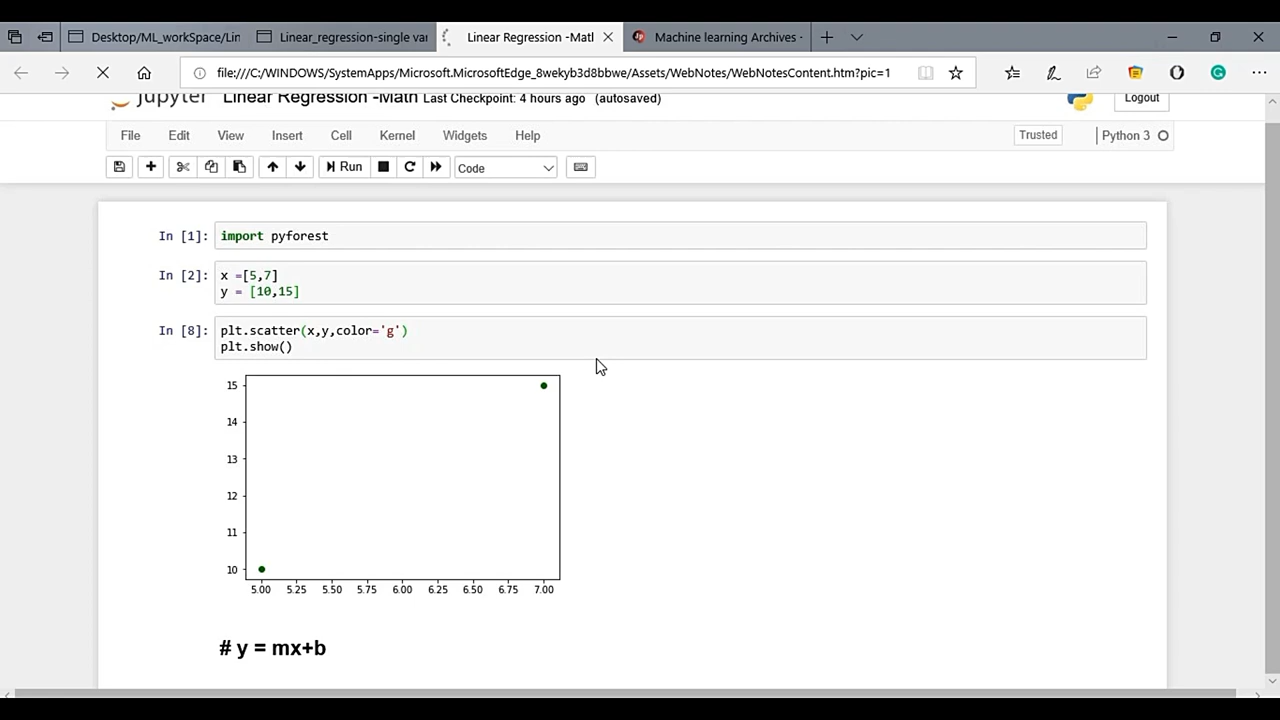 Desktop/ML_workSpace/Lin
Linear_regression-single var
Linear Regression -Math
Machine learning Archives -
file:///C:/WINDOWS/SystemApps/Microsoft.MicrosoftEdge_8wekyb3d8bbwe/Assets/WebNotes/WebNotesContent.htm?pic=1
jupyter Linear Regression -Math Last Checkpoint: 4 hours ago (autosaved)
Logout
File Edit View Insert Cell Kernel Widgets Help
Trusted
Python 3
Run
Code
In [1]: import pyforest
In [2]: x =[5,7]
y = [10,15]
In [8]: plt.scatter(x,y,color='g')
plt.show()
15
14
13
12
11
10
5.00 5.25 5.50 5.75 6.00 6.25 6.50 6.75 7.00
# y = mx+b